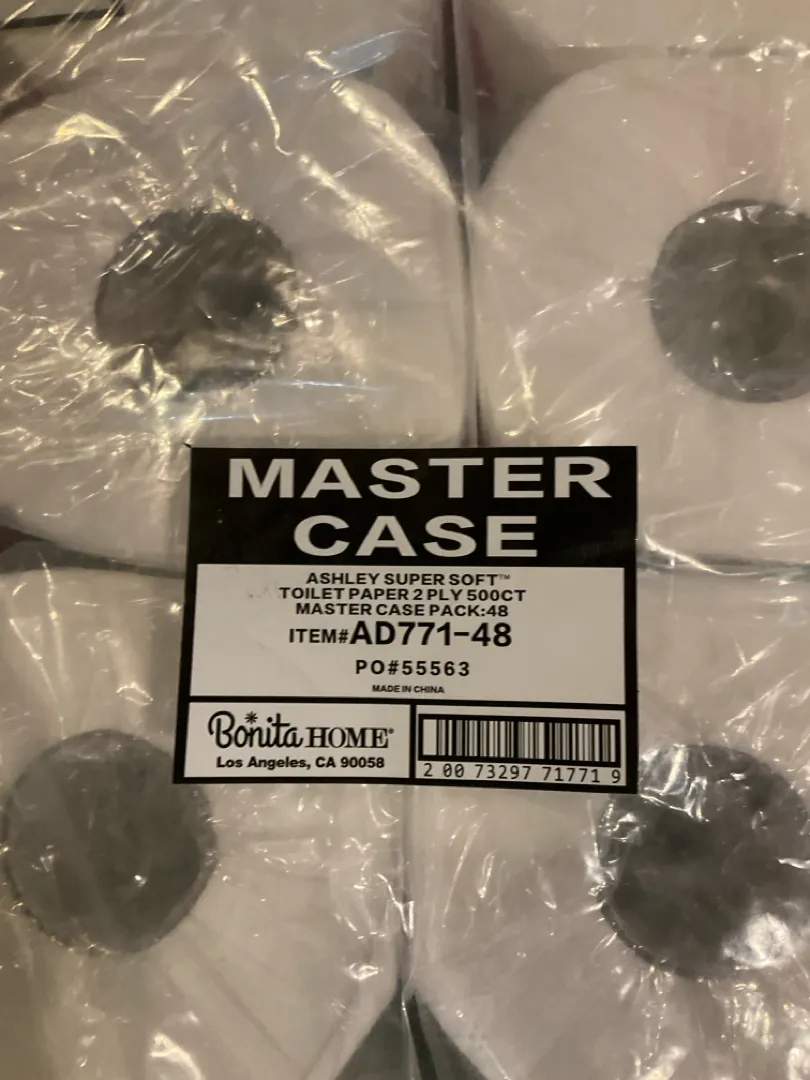 MASTER
CASE
ASHLEY SUPER SOFT™
TOILET PAPER 2 PLY 500CT
MASTER CASE PACK:48
ITEM#AD771-48
PO#55563
MADE IN CHINA
Bonita HOME®
Los Angeles, CA 90058
2 00 73297 71771 9